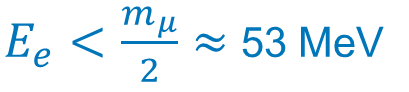 E_e < m_μ/2 ≈ 53 MeV